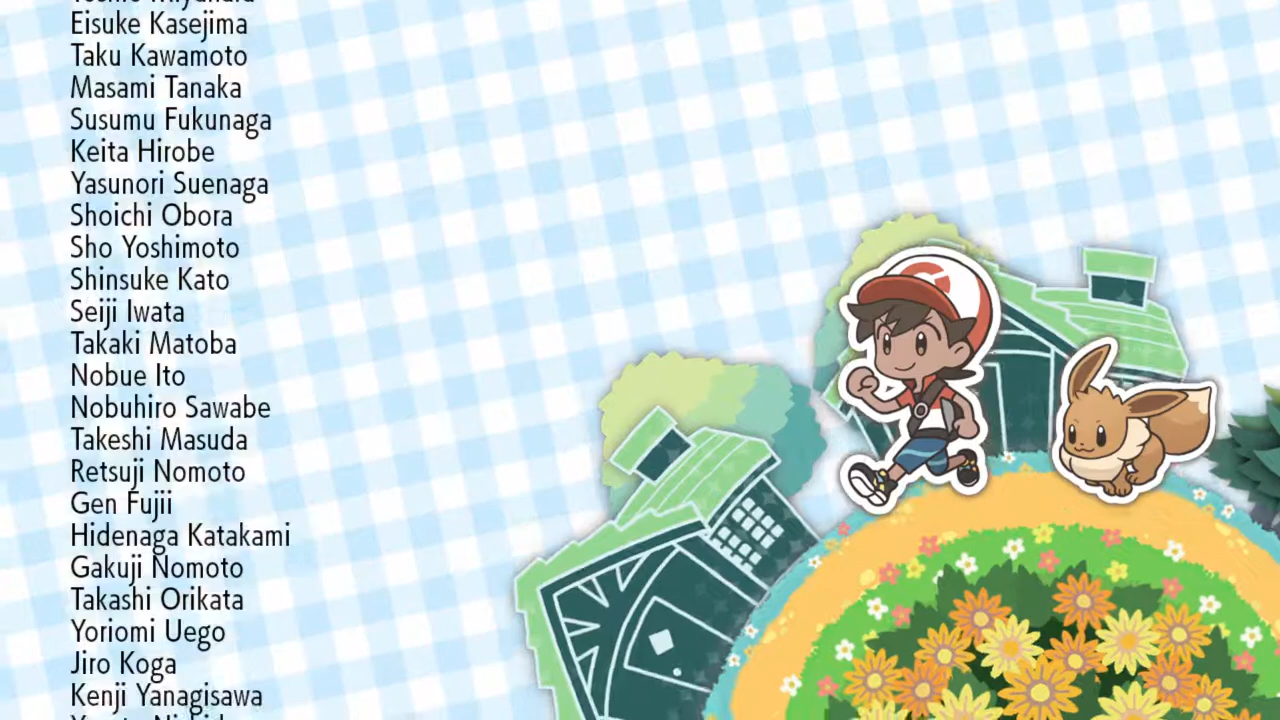 Eisuke Kasejima
Taku Kawamoto
Masami Tanaka
Susumu Fukunaga
Keita Hirobe
Yasunori Suenaga
Shoichi Obora
Sho Yoshimoto
Shinsuke Kato
Seiji Iwata
Takaki Matoba
Nobue Ito
Nobuhiro Sawabe
Takeshi Masuda
Retsuji Nomoto
Gen Fujii
Hidenaga Katakami
Gakuji Nomoto
Takashi Orikata
Yoriomi Uego
Jiro Koga
Kenji Yanagisawa